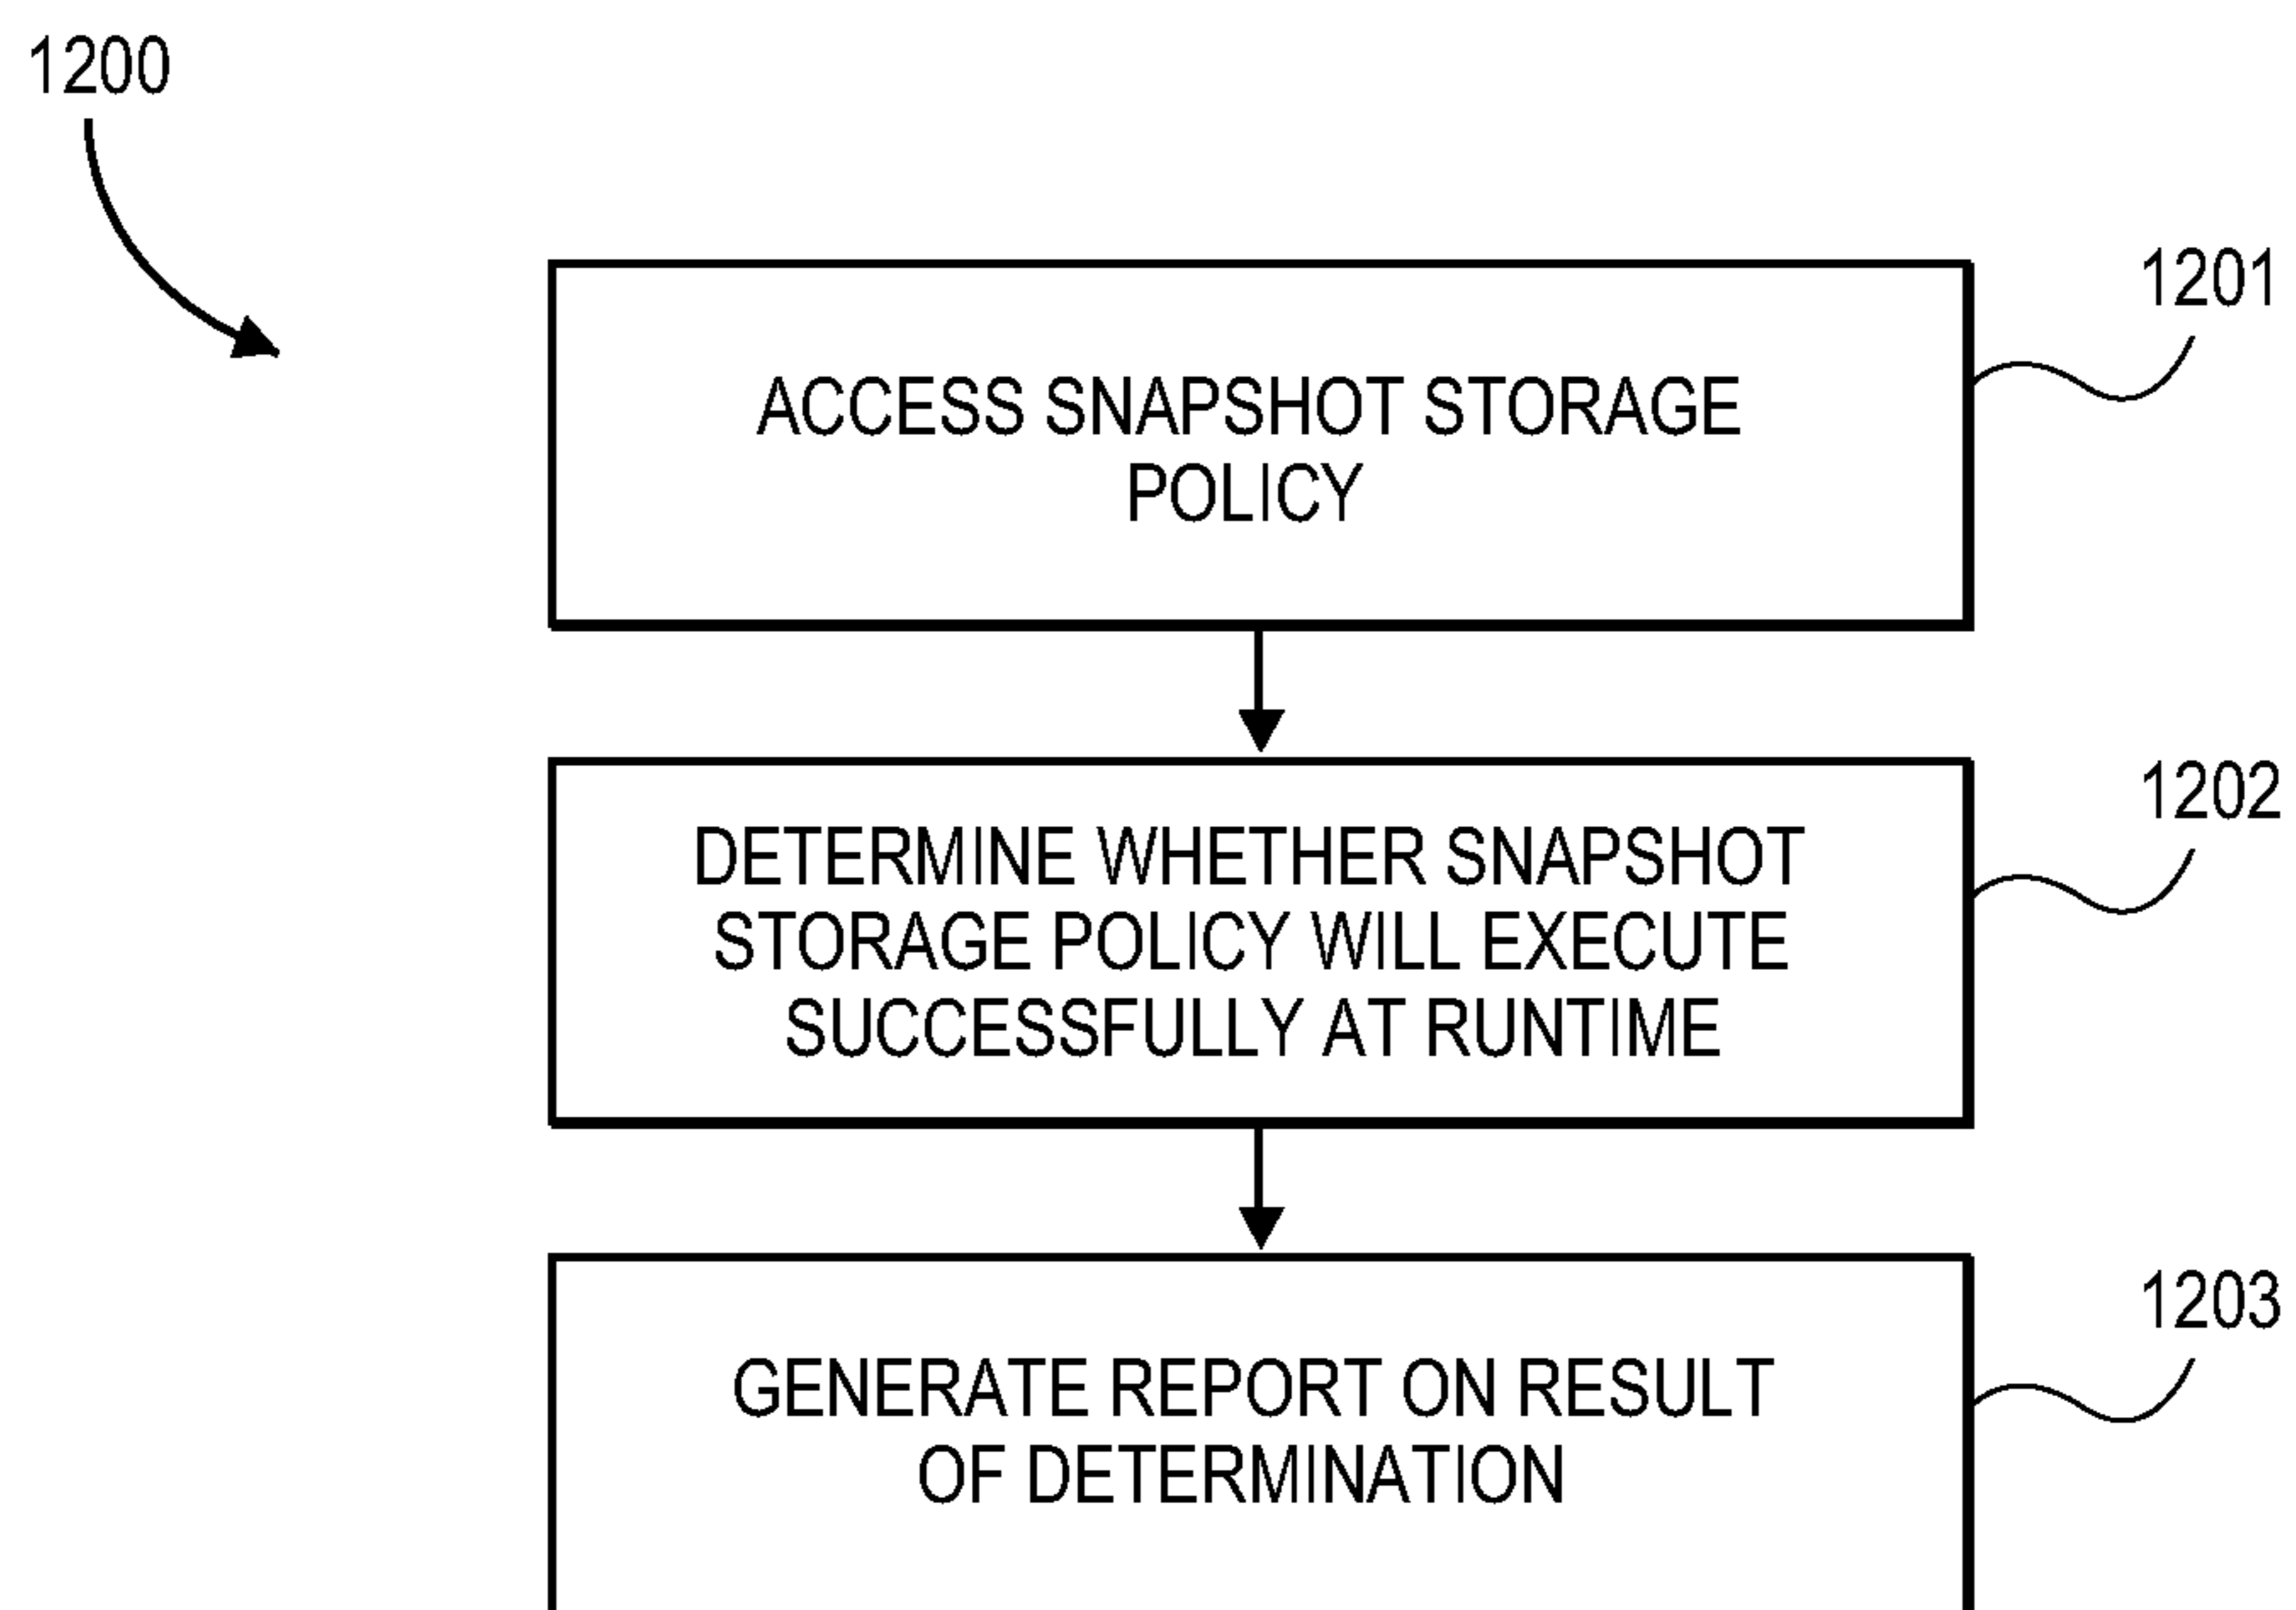 1200
1201
ACCESS SNAPSHOT STORAGE
POLICY
1202
DETERMINE WHETHER SNAPSHOT
STORAGE POLICY WILL EXECUTE
SUCCESSFULLY AT RUNTIME
1203
GENERATE REPORT ON RESULT
OF DETERMINATION